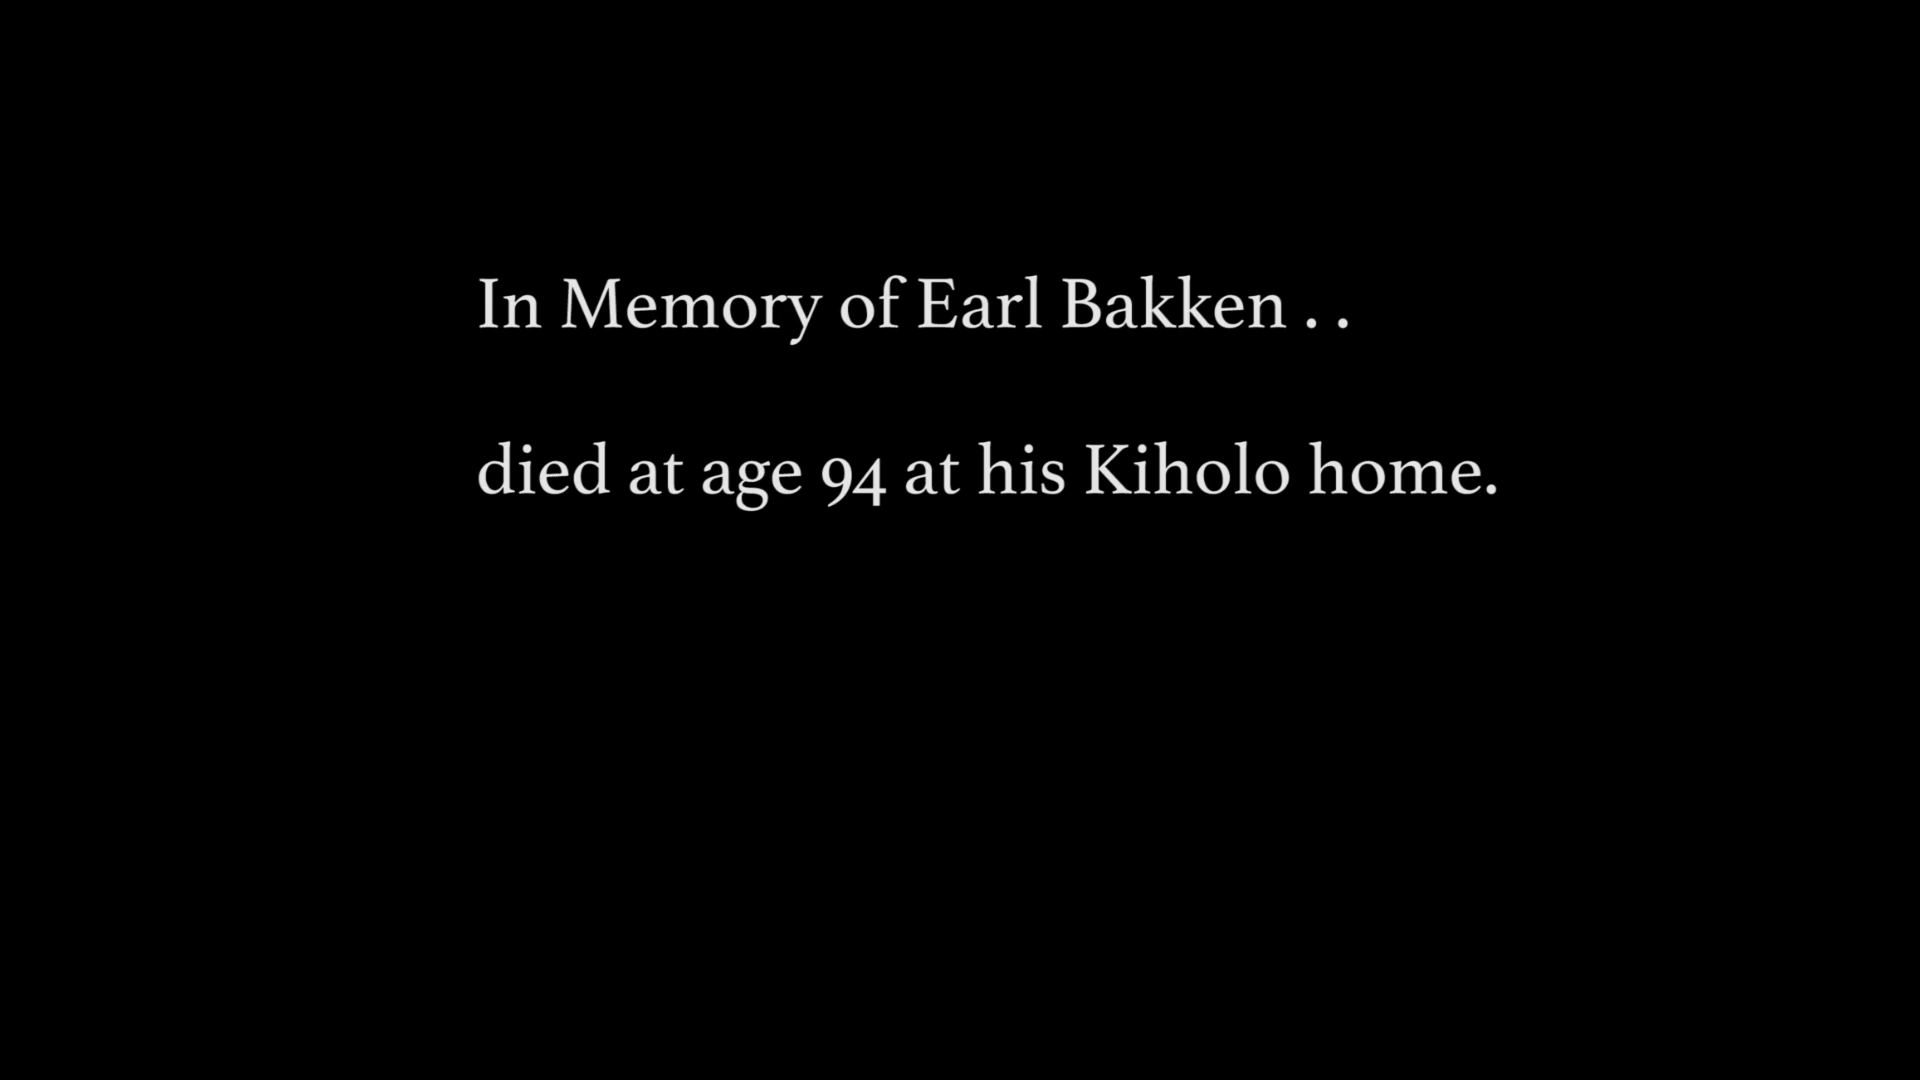 In Memory of Earl Bakken . .
died at age 94 at his Kiholo home.